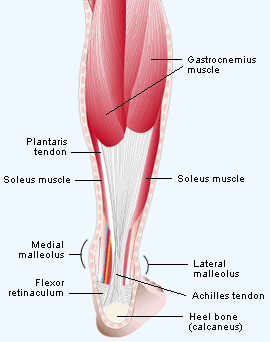 Gastrocnemius
muscle
Plantaris
tendon
Soleus muscle
Soleus muscle
Medial
malleolus
Lateral
malleolus
Flexor
retinaculum
Achilles tendon
Heel bone
(calcaneus)